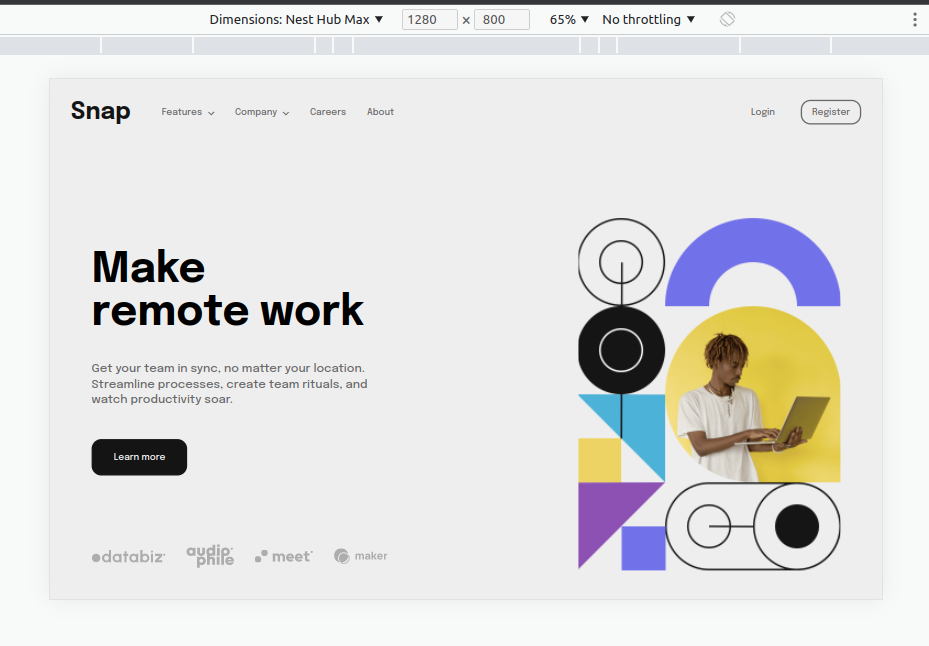 Dimensions: Nest Hub Max ▼ 1280 × 800 65% ▼ No throttling ▼
Snap Features Company Careers About Login Register
Make
remote work
Get your team in sync, no matter your location.
Streamline processes, create team rituals, and
watch productivity soar.
Learn more
databiz audiophile meet maker